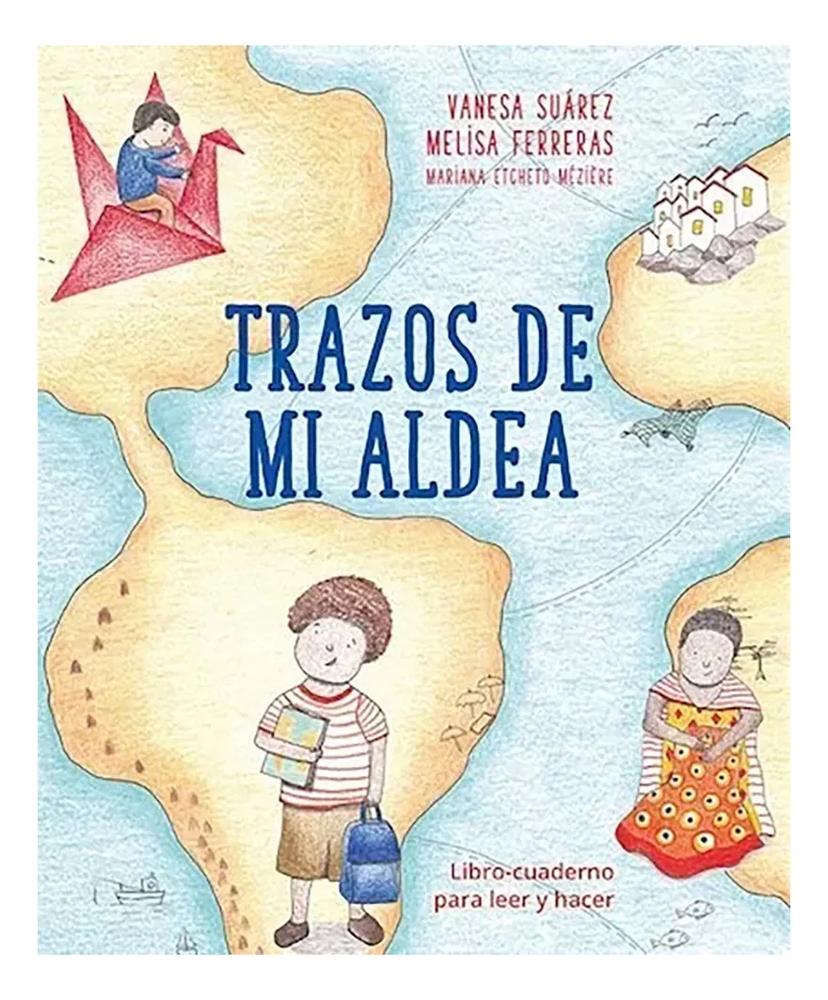 VANESA SUÁREZ
MELISA FERRERAS
MARIANA ETCHETO MÉZIÈRE
TRAZOS DE
MI ALDEA
Libro-cuaderno
para leer y hacer